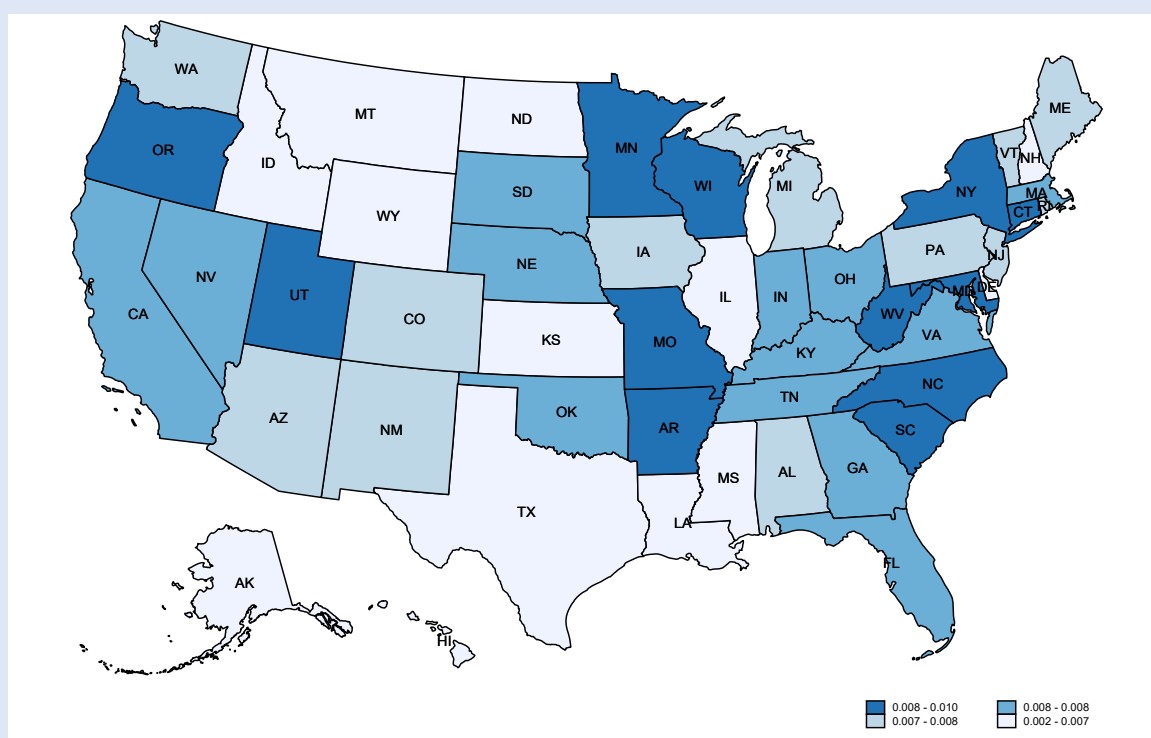 WA
ME
MT
ND
VT
NH
OR
MN
ID
MI
WI
SD
NY
MA
RI
CT
WY
IA
PA
NE
NJ
NV
OH
UT
IL
IN
MD
DE
CA
CO
WV
KS
MO
VA
KY
NC
TN
AZ
OK
NM
AR
SC
GA
AL
MS
TX
LA
FL
AK
HI
0.008 - 0.010 0.008 - 0.008
0.007 - 0.008 0.002 - 0.007